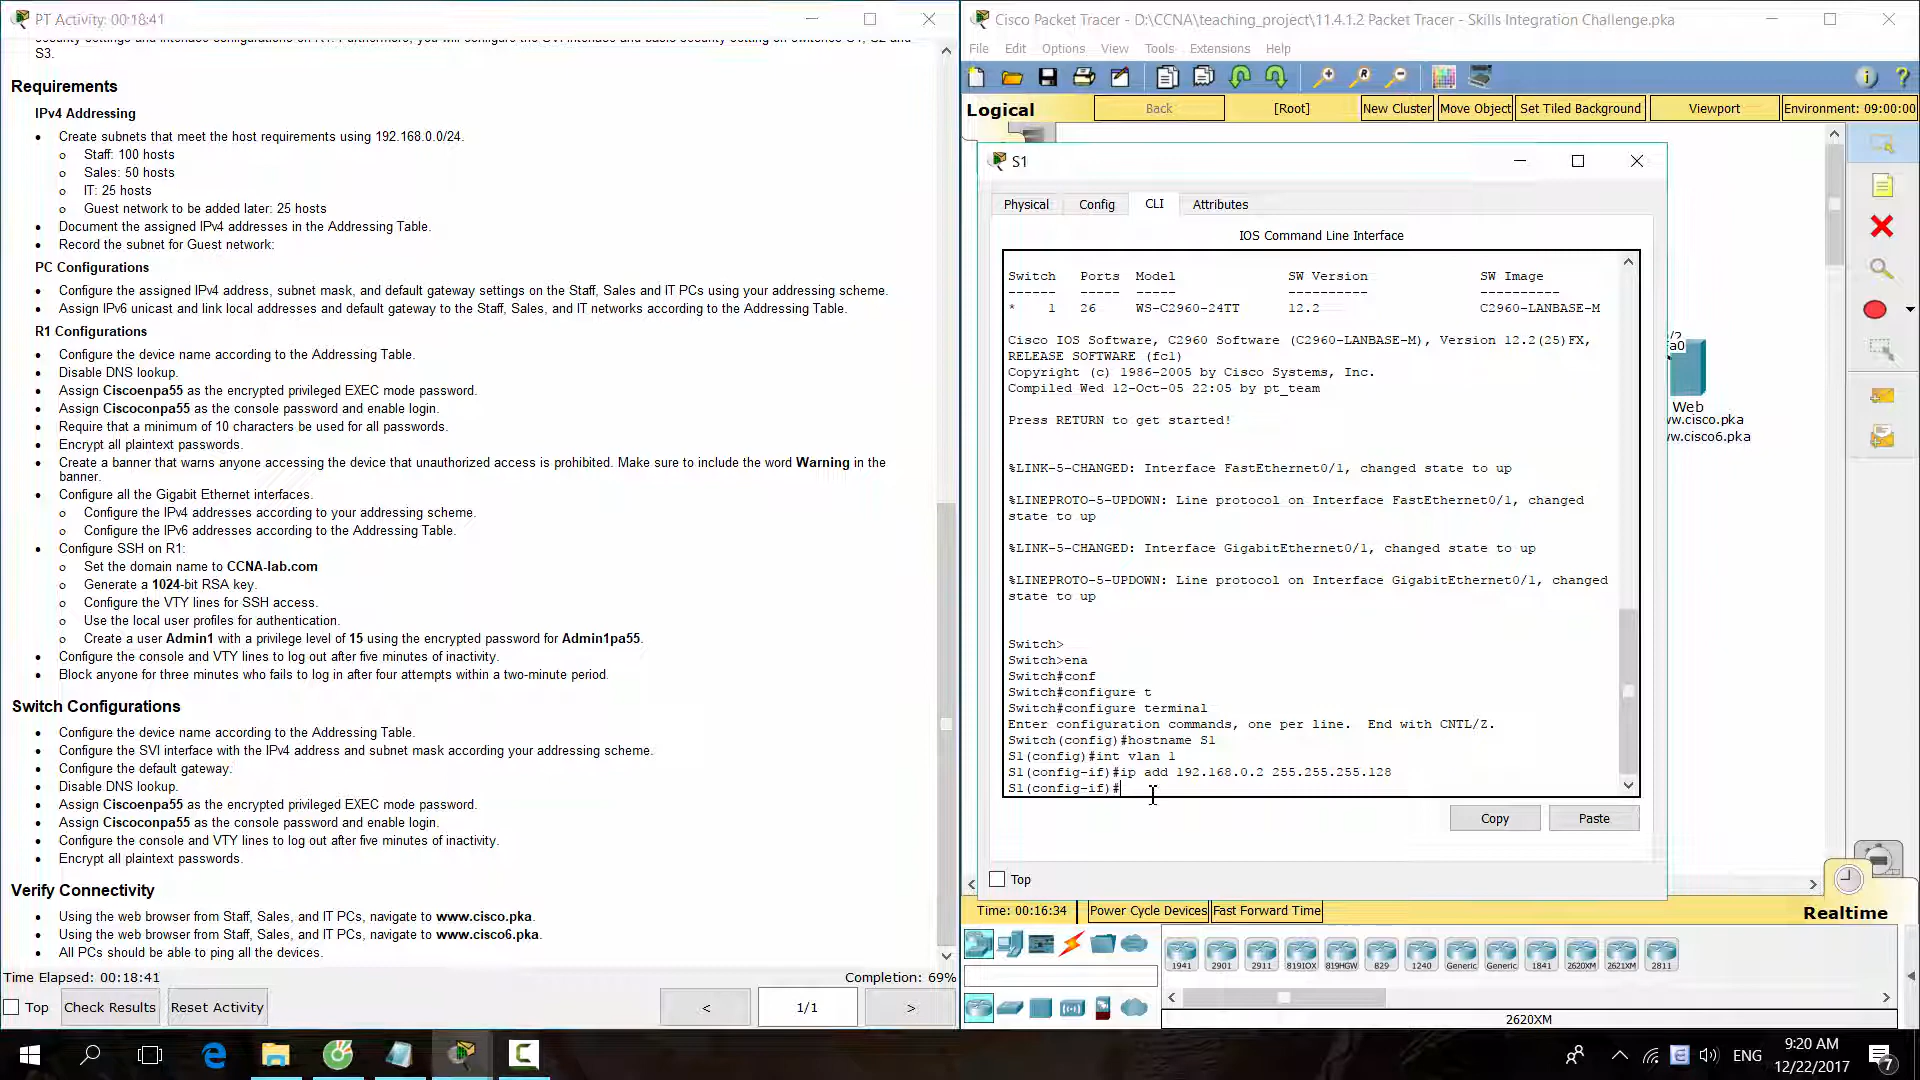 PT Activity: 00:18:41
security settings and interface configurations on R1. Furthermore, you will configure the SVI interface and basic security setting on switches S1, S2 and
S3.
Requirements
IPv4 Addressing
• Create subnets that meet the host requirements using 192.168.0.0/24.
o Staff: 100 hosts
o Sales: 50 hosts
o IT: 25 hosts
o Guest network to be added later: 25 hosts
• Document the assigned IPv4 addresses in the Addressing Table.
• Record the subnet for Guest network:
PC Configurations
• Configure the assigned IPv4 address, subnet mask, and default gateway settings on the Staff, Sales and IT PCs using your addressing scheme.
• Assign IPv6 unicast and link local addresses and default gateway to the Staff, Sales, and IT networks according to the Addressing Table.
R1 Configurations
• Configure the device name according to the Addressing Table.
• Disable DNS lookup.
• Assign Ciscoenpa55 as the encrypted privileged EXEC mode password.
• Assign Ciscoconpa55 as the console password and enable login.
• Require that a minimum of 10 characters be used for all passwords.
• Encrypt all plaintext passwords.
• Create a banner that warns anyone accessing the device that unauthorized access is prohibited. Make sure to include the word Warning in the
banner.
• Configure all the Gigabit Ethernet interfaces.
o Configure the IPv4 addresses according to your addressing scheme.
o Configure the IPv6 addresses according to the Addressing Table.
• Configure SSH on R1:
o Set the domain name to CCNA-lab.com
o Generate a 1024-bit RSA key.
o Configure the VTY lines for SSH access.
o Use the local user profiles for authentication.
o Create a user Admin1 with a privilege level of 15 using the encrypted password for Admin1pa55.
• Configure the console and VTY lines to log out after five minutes of inactivity.
• Block anyone for three minutes who fails to log in after four attempts within a two-minute period.
Switch Configurations
• Configure the device name according to the Addressing Table.
• Configure the SVI interface with the IPv4 address and subnet mask according your addressing scheme.
• Configure the default gateway.
• Disable DNS lookup.
• Assign Ciscoenpa55 as the encrypted privileged EXEC mode password.
• Assign Ciscoconpa55 as the console password and enable login.
• Configure the console and VTY lines to log out after five minutes of inactivity.
• Encrypt all plaintext passwords.
Verify Connectivity
• Using the web browser from Staff, Sales, and IT PCs, navigate to www.cisco.pka.
• Using the web browser from Staff, Sales, and IT PCs, navigate to www.cisco6.pka.
• All PCs should be able to ping all the devices.
Time Elapsed: 00:18:41 Completion: 69%
Top Check Results Reset Activity < 1/1 >
Cisco Packet Tracer - D:\CCNA\teaching_project\11.4.1.2 Packet Tracer - Skills Integration Challenge.pka
File Edit Options View Tools Extensions Help
Logical Back [Root] New Cluster Move Object Set Tiled Background Viewport Environment: 09:00:00
S1
Physical Config CLI Attributes
IOS Command Line Interface
Switch Ports Model SW Version SW Image
------ ----- ----- ---------- ----------
* 1 26 WS-C2960-24TT 12.2 C2960-LANBASE-M
Cisco IOS Software, C2960 Software (C2960-LANBASE-M), Version 12.2(25)FX,
RELEASE SOFTWARE (fc1)
Copyright (c) 1986-2005 by Cisco Systems, Inc.
Compiled Wed 12-Oct-05 22:05 by pt_team
Press RETURN to get started!
%LINK-5-CHANGED: Interface FastEthernet0/1, changed state to up
%LINEPROTO-5-UPDOWN: Line protocol on Interface FastEthernet0/1, changed
state to up
%LINK-5-CHANGED: Interface GigabitEthernet0/1, changed state to up
%LINEPROTO-5-UPDOWN: Line protocol on Interface GigabitEthernet0/1, changed
state to up
Switch>
Switch>ena
Switch#conf
Switch#configure t
Switch#configure terminal
Enter configuration commands, one per line. End with CNTL/Z.
Switch(config)#hostname S1
S1(config)#int vlan 1
S1(config-if)#ip add 192.168.0.2 255.255.255.128
S1(config-if)#
Copy Paste
Top
/2
a0
Web
w.cisco.pka
w.cisco6.pka
Time: 00:16:34 Power Cycle Devices Fast Forward Time Realtime
1941 2901 2911 819IOX 819HGW 829 1240 Generic Generic 1841 2620XM 2621XM 2811
2620XM
ENG 9:20 AM
12/22/2017
7